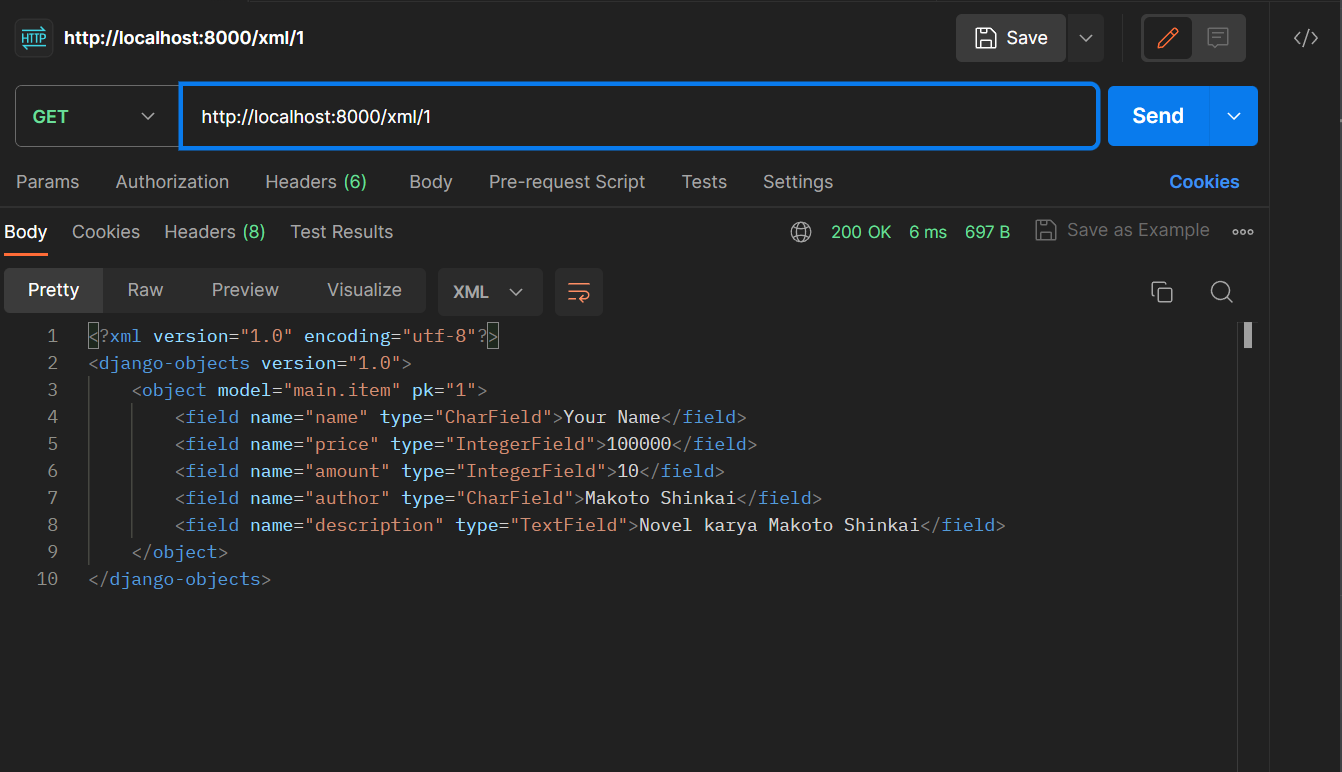 HTTP http://localhost:8000/xml/1 Save </>
GET http://localhost:8000/xml/1 Send
Params Authorization Headers (6) Body Pre-request Script Tests Settings Cookies
Body Cookies Headers (8) Test Results 200 OK 6 ms 697 B Save as Example
Pretty Raw Preview Visualize XML
1 <?xml version="1.0" encoding="utf-8"?>
2 <django-objects version="1.0">
3 <object model="main.item" pk="1">
4 <field name="name" type="CharField">Your Name</field>
5 <field name="price" type="IntegerField">100000</field>
6 <field name="amount" type="IntegerField">10</field>
7 <field name="author" type="CharField">Makoto Shinkai</field>
8 <field name="description" type="TextField">Novel karya Makoto Shinkai</field>
9 </object>
10 </django-objects>